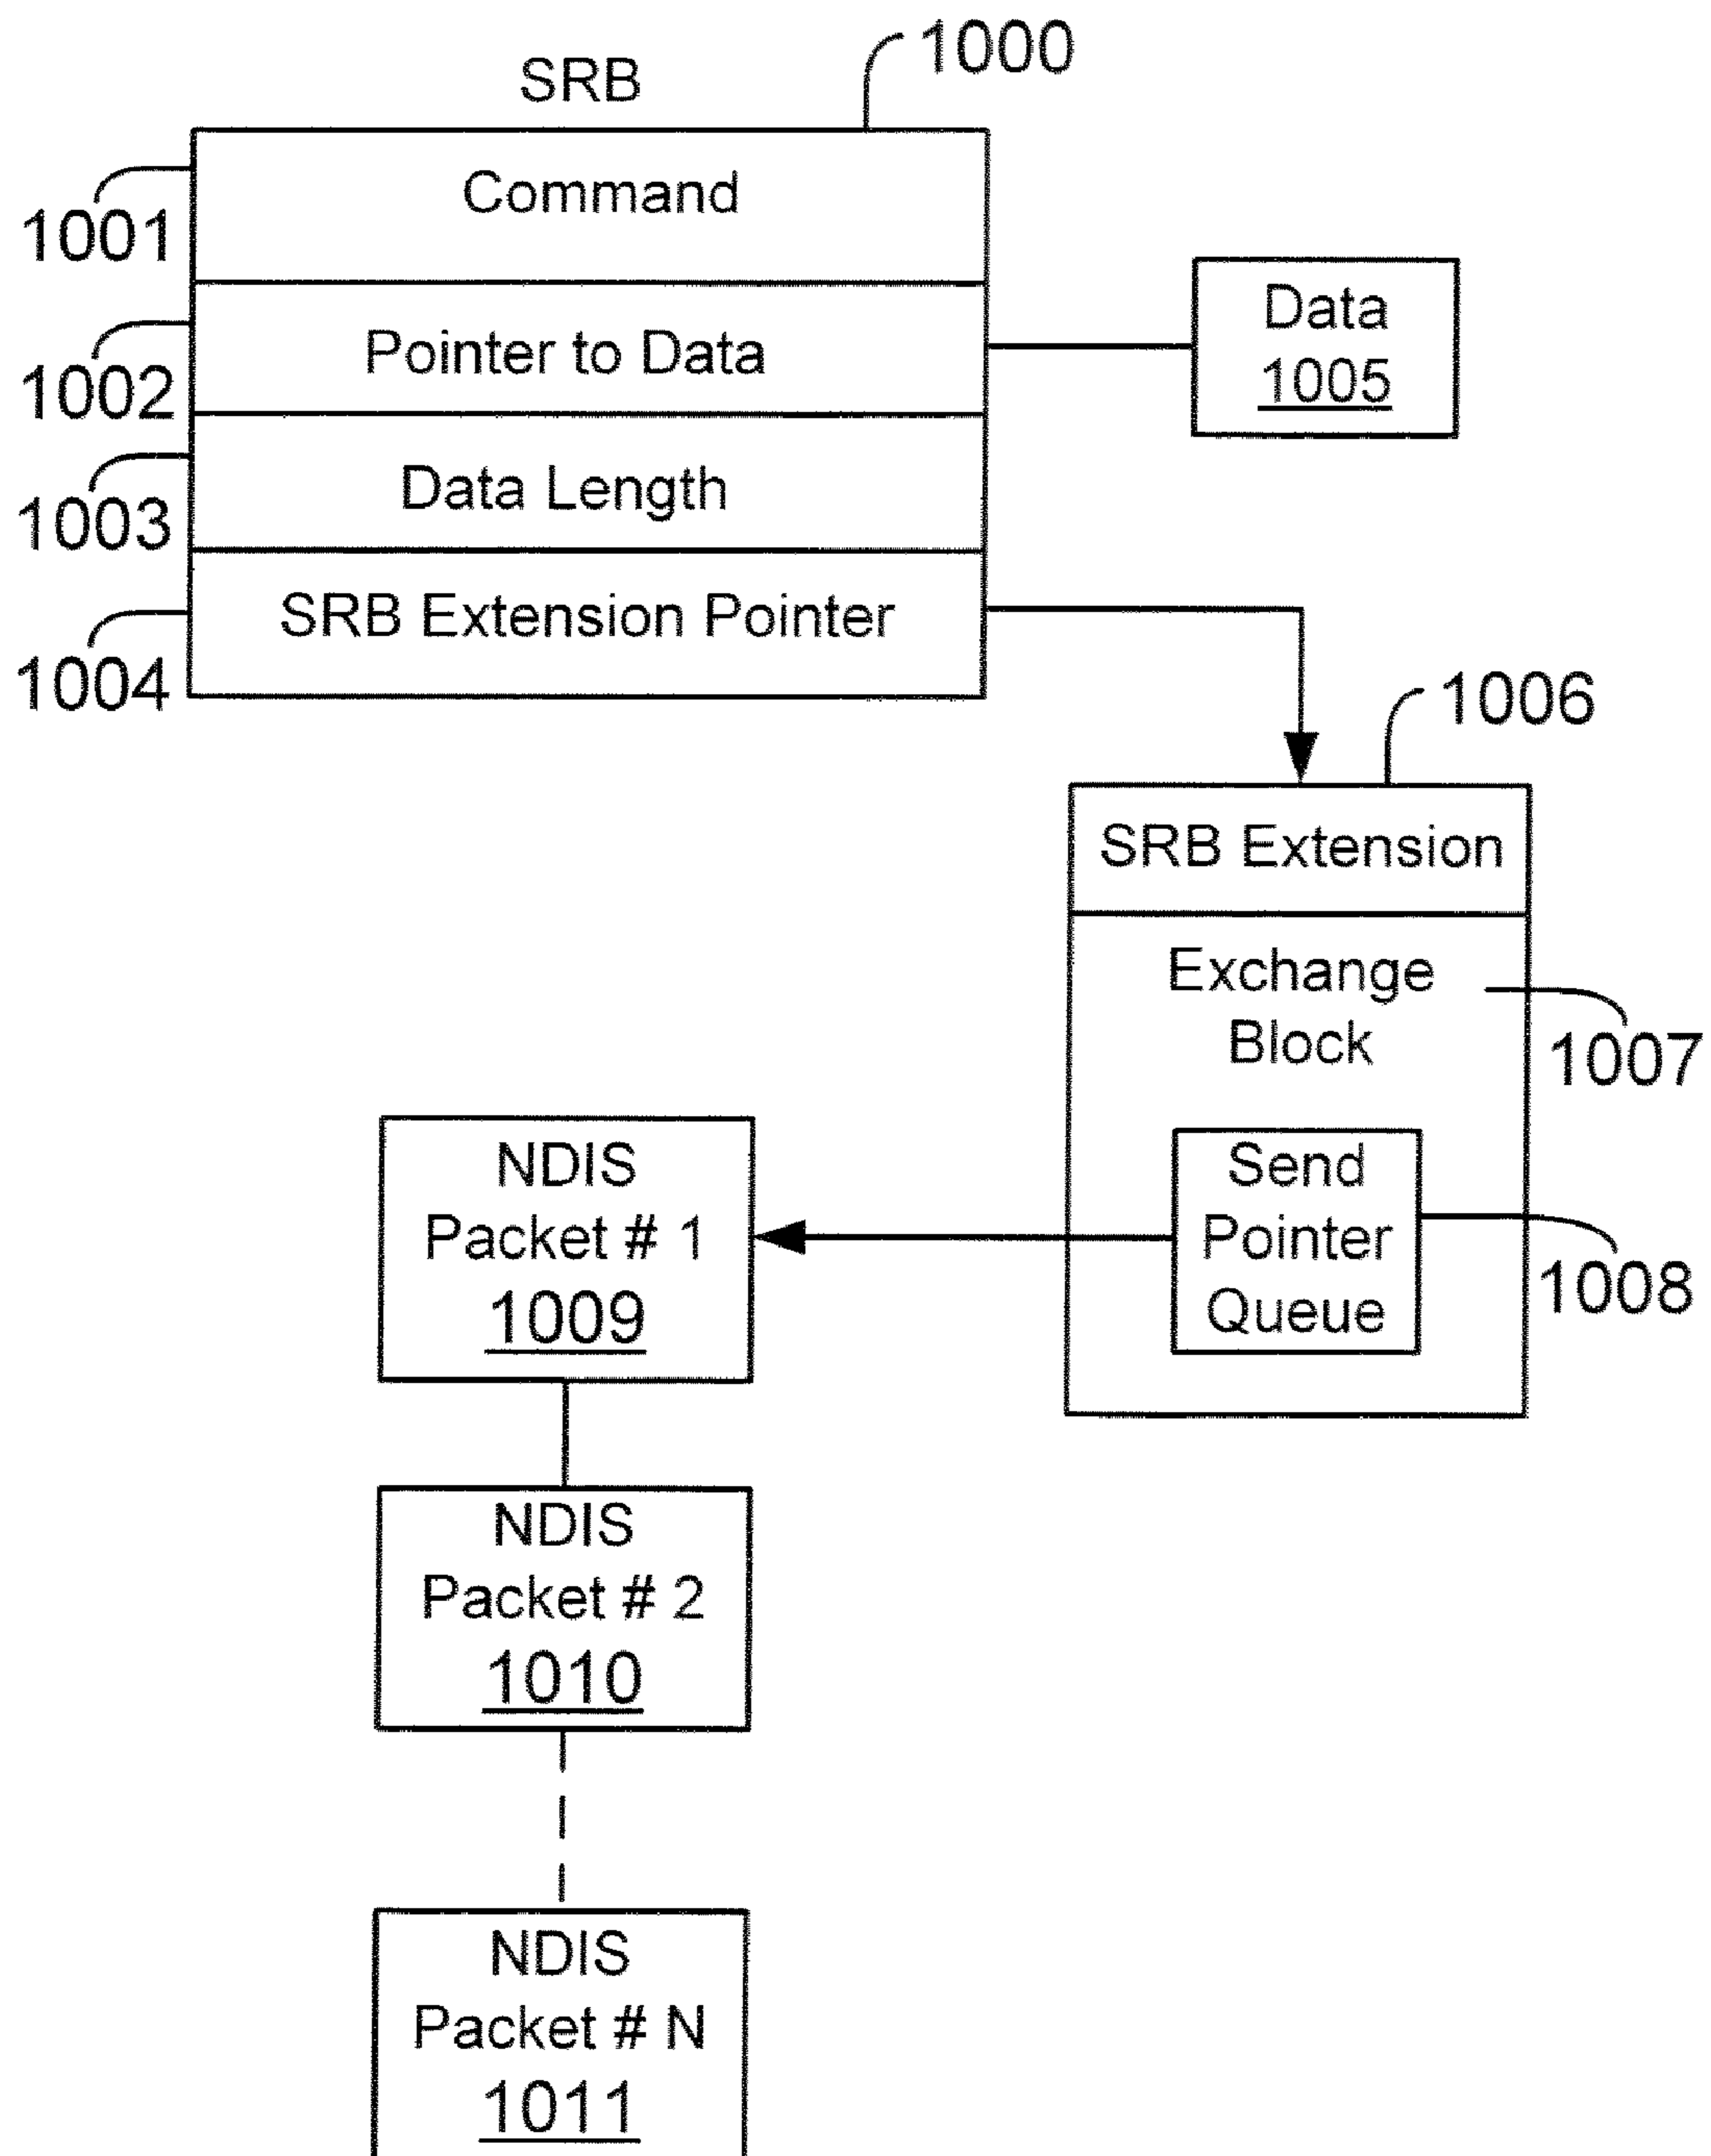 1000
SRB
Command
1001
Pointer to Data
1002
Data
1005
Data Length
1003
SRB Extension Pointer
1004
1006
SRB Extension
Exchange
Block
1007
Send
Pointer
Queue
1008
NDIS
Packet # 1
1009
NDIS
Packet # 2
1010
NDIS
Packet # N
1011